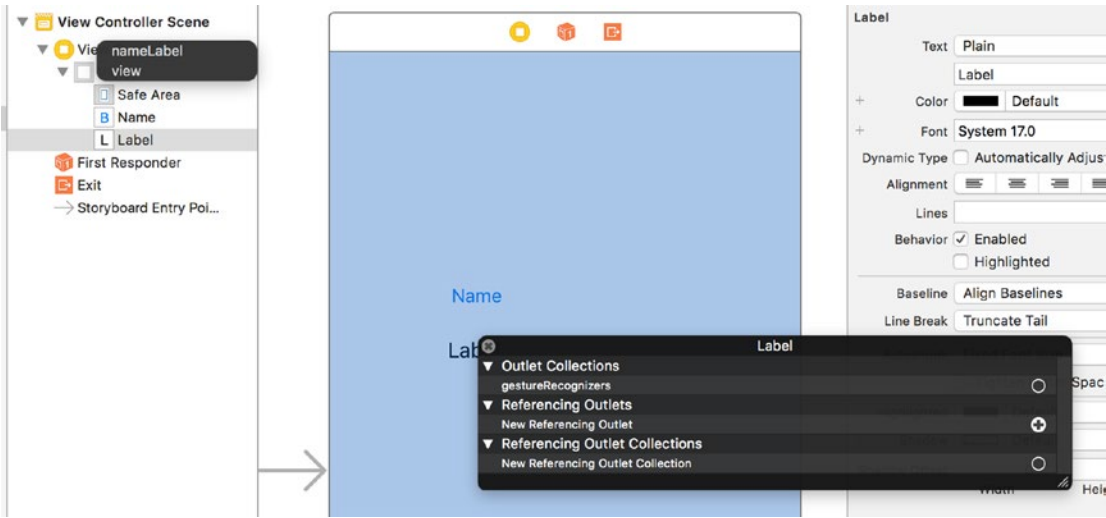 View Controller Scene
Vie
nameLabel
view
Safe Area
B Name
L Label
First Responder
Exit
Storyboard Entry Poi...
Name
Lab
Label
Outlet Collections
gestureRecognizers
Referencing Outlets
New Referencing Outlet
Referencing Outlet Collections
New Referencing Outlet Collection
Label
Text Plain
Label
Color Default
Font System 17.0
Dynamic Type Automatically Adjus
Alignment
Lines
Behavior Enabled
Highlighted
Baseline Align Baselines
Line Break Truncate Tail
Spac
Width Heig